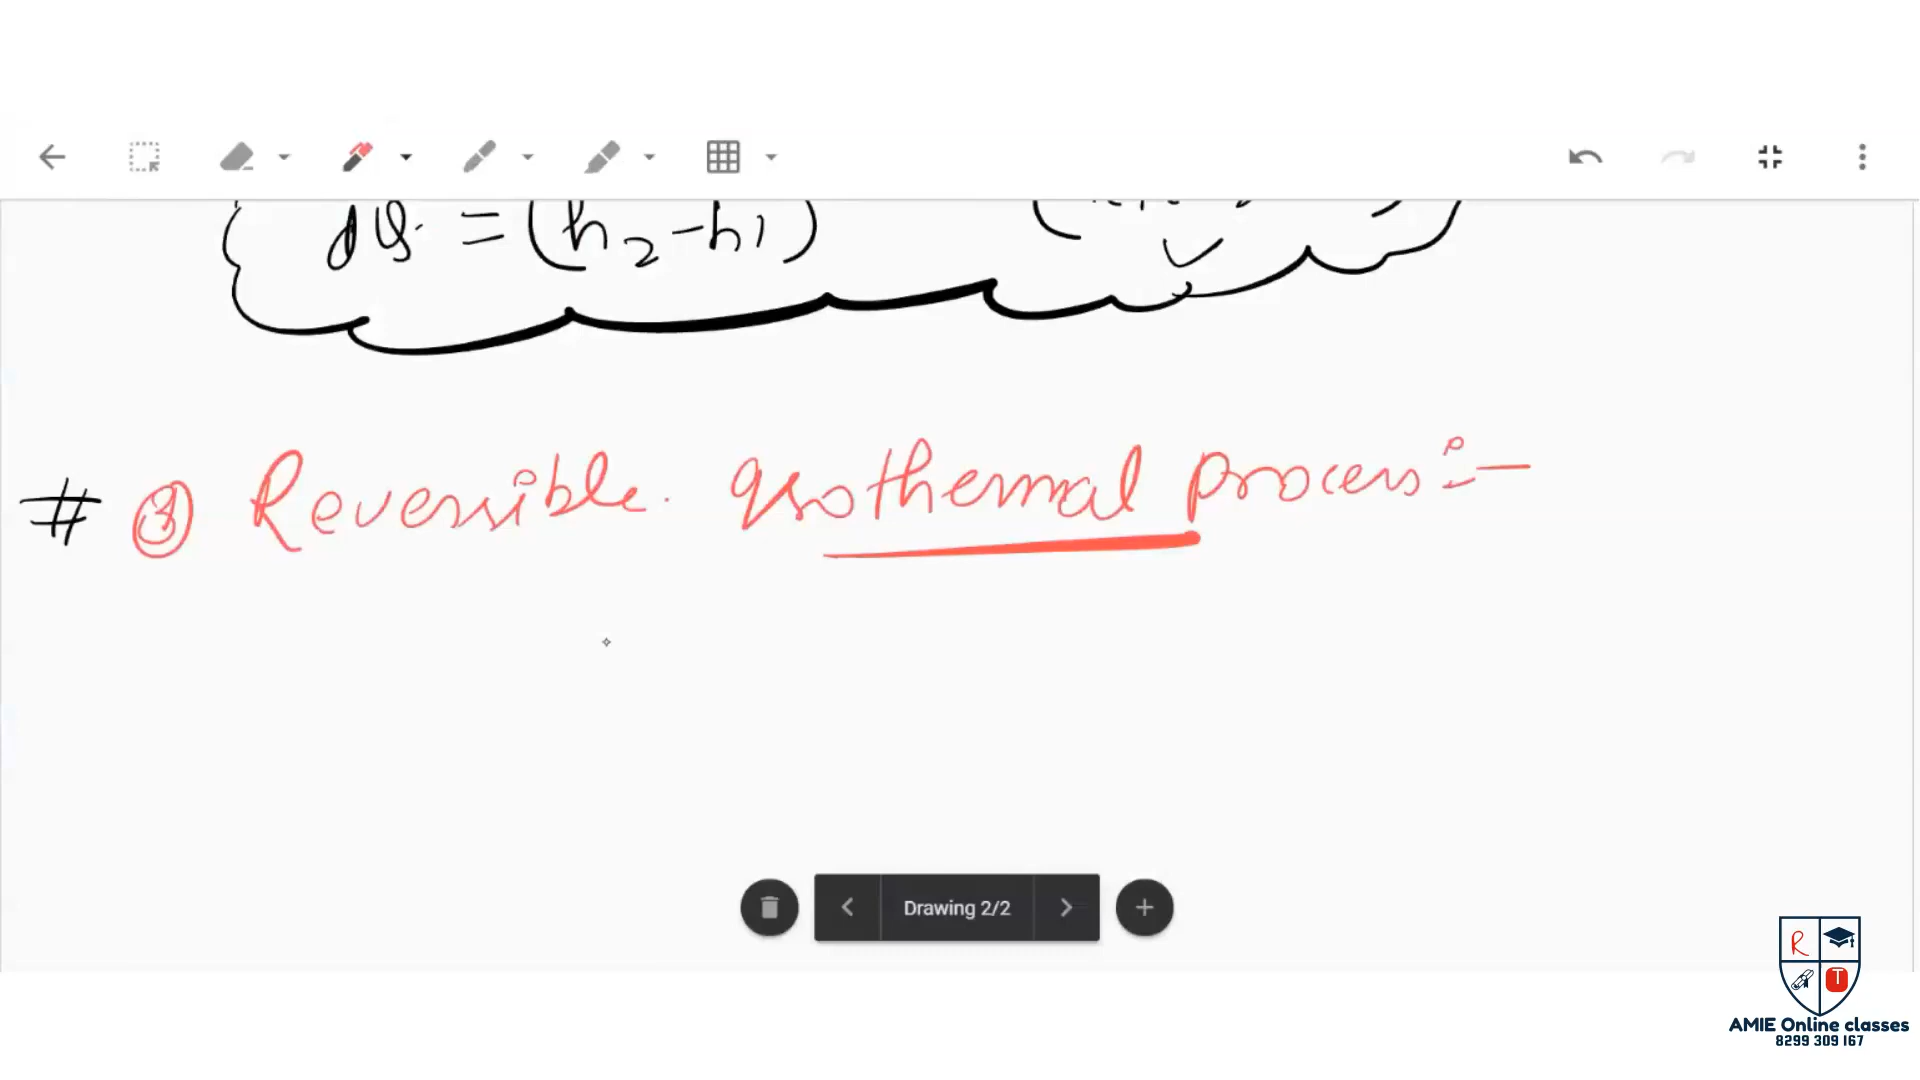 dQ = (h2-h1)
# ③ Reversible isothermal process:-
Drawing 2/2
R
T
AMIE Online classes
8299 309 167